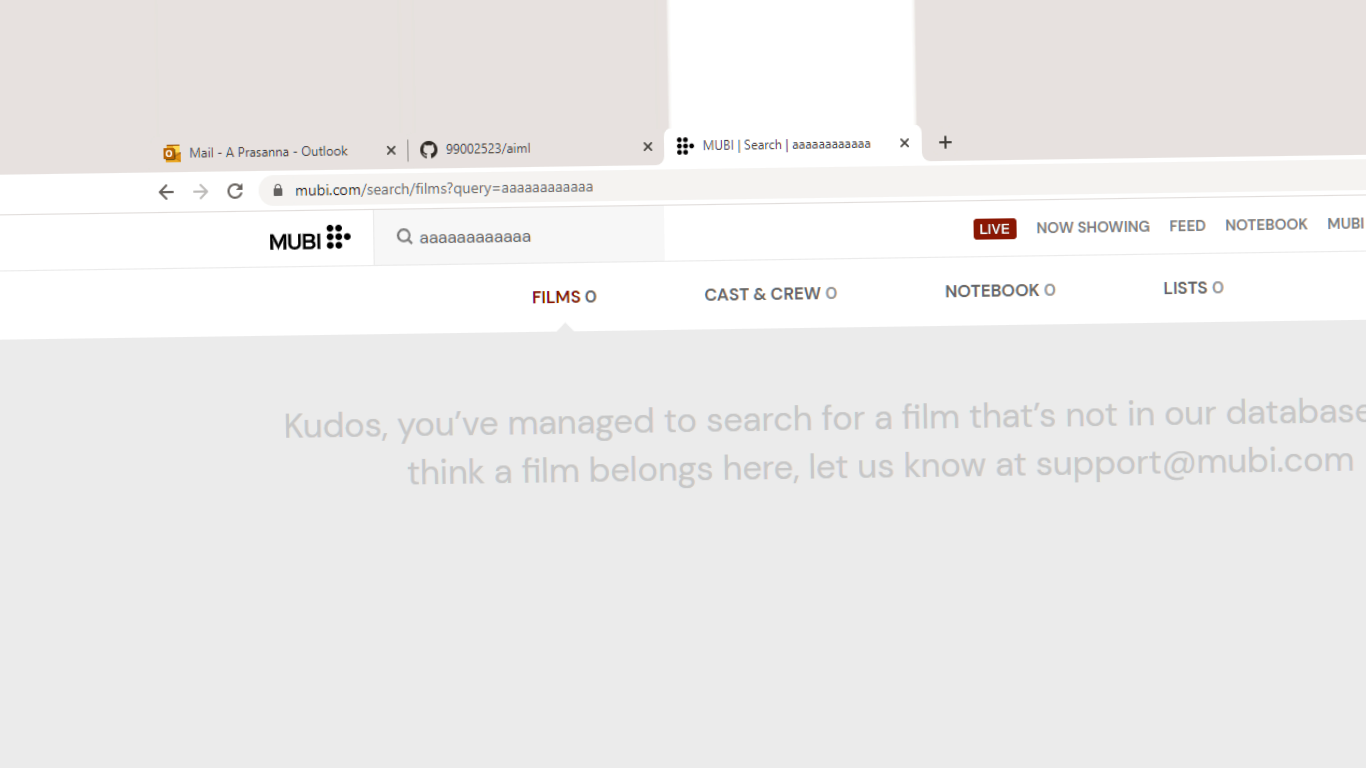 Mail - A Prasanna - Outlook
99002523/aiml
MUBI | Search | aaaaaaaaaaaa
mubi.com/search/films?query=aaaaaaaaaaaa
MUBI
aaaaaaaaaaaa
LIVE NOW SHOWING FEED NOTEBOOK MUBI
FILMS 0 CAST & CREW 0 NOTEBOOK 0 LISTS 0
Kudos, you’ve managed to search for a film that’s not in our database
think a film belongs here, let us know at support@mubi.com